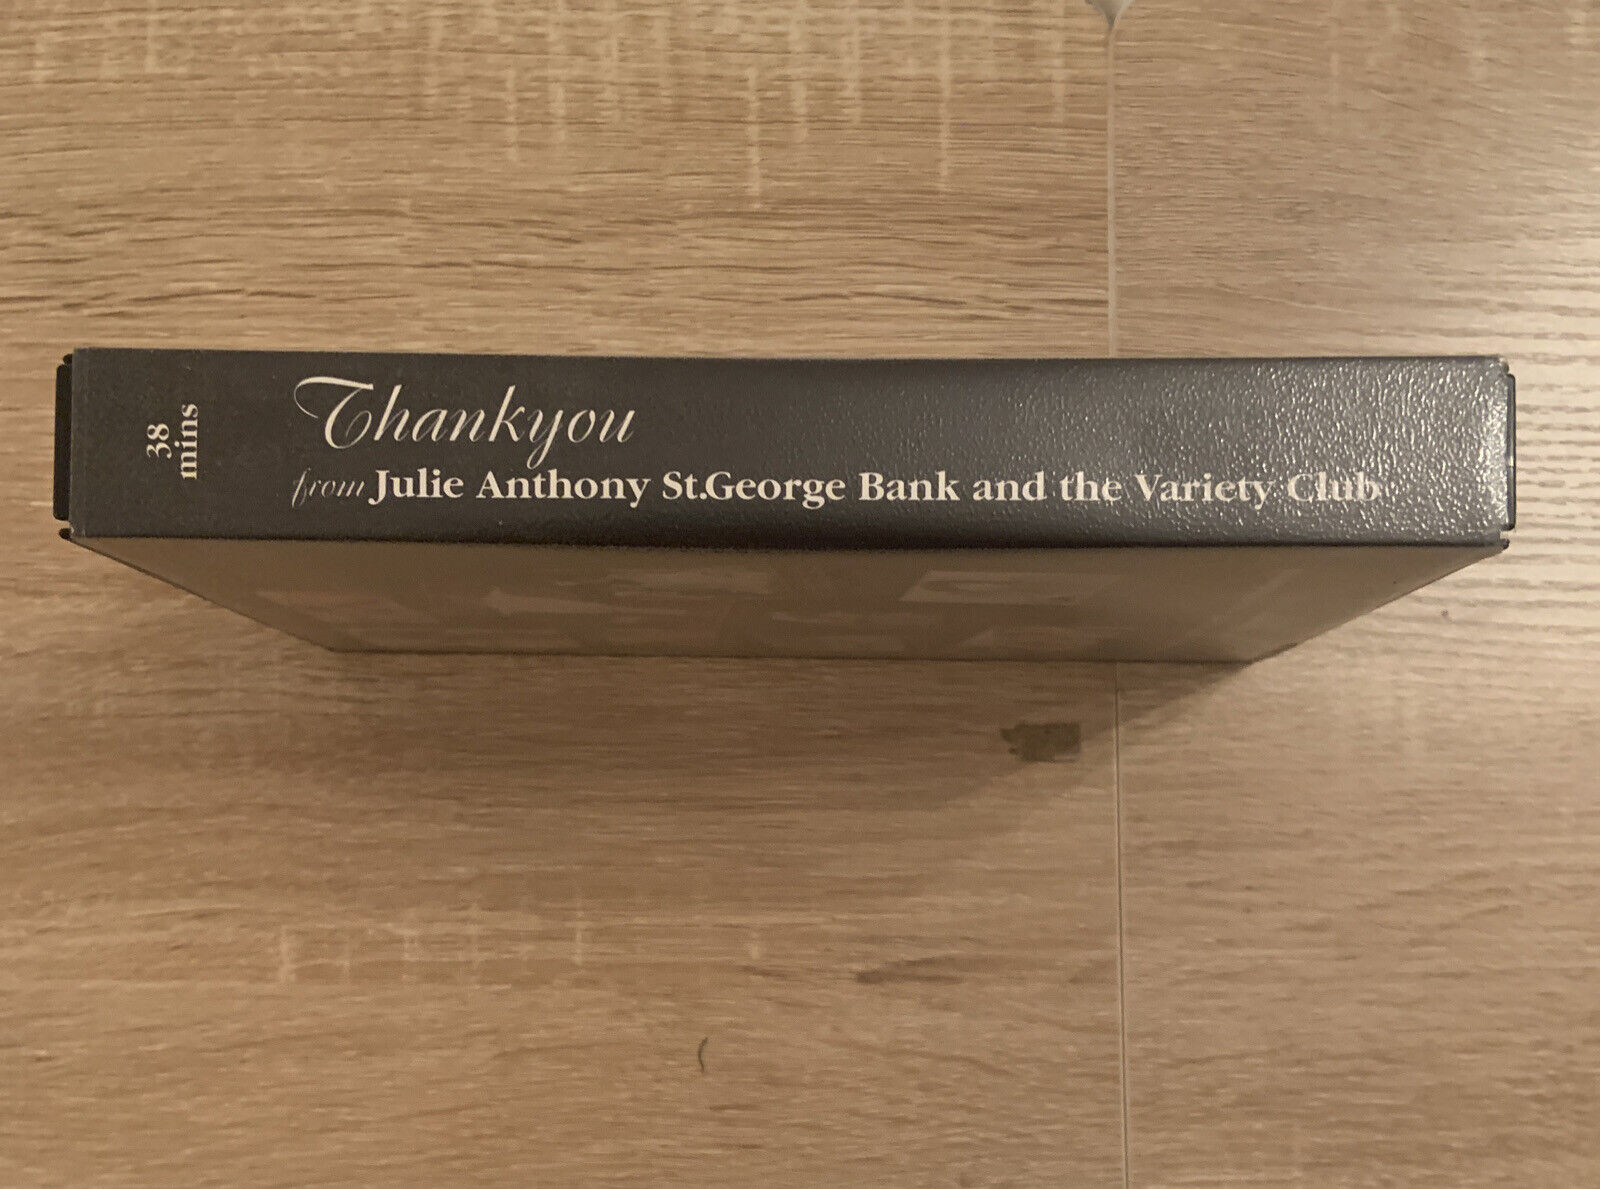 38
mins
Thankyou
from Julie Anthony St.George Bank and the Variety Club